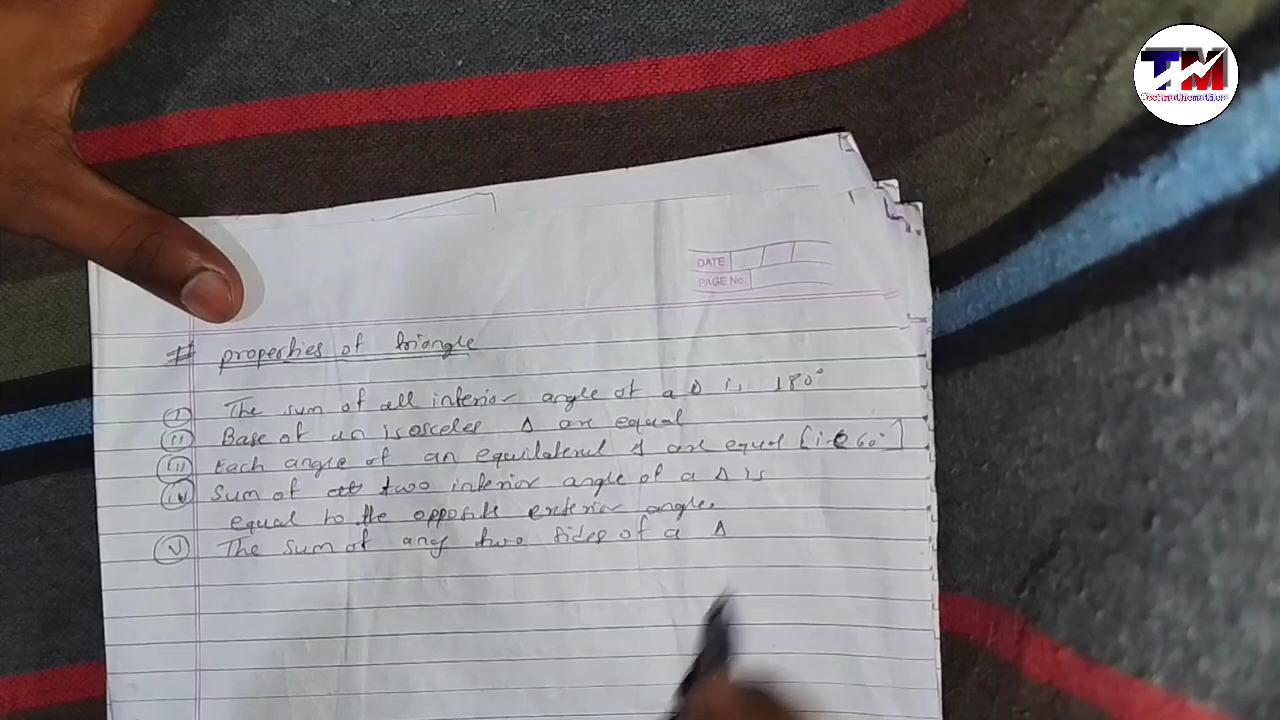 TM
DATE
PAGE No.
# properties of triangle
(I) The sum of all interior angle of a Δ is 180°
(II) Base of an isosceles Δ are equal
(III) Each angle of an equilateral Δ are equal [i.e 60°]
(IV) Sum of two interior angle of a Δ is
equal to the opposite exterior angle.
(V) The sum of any two sides of a Δ